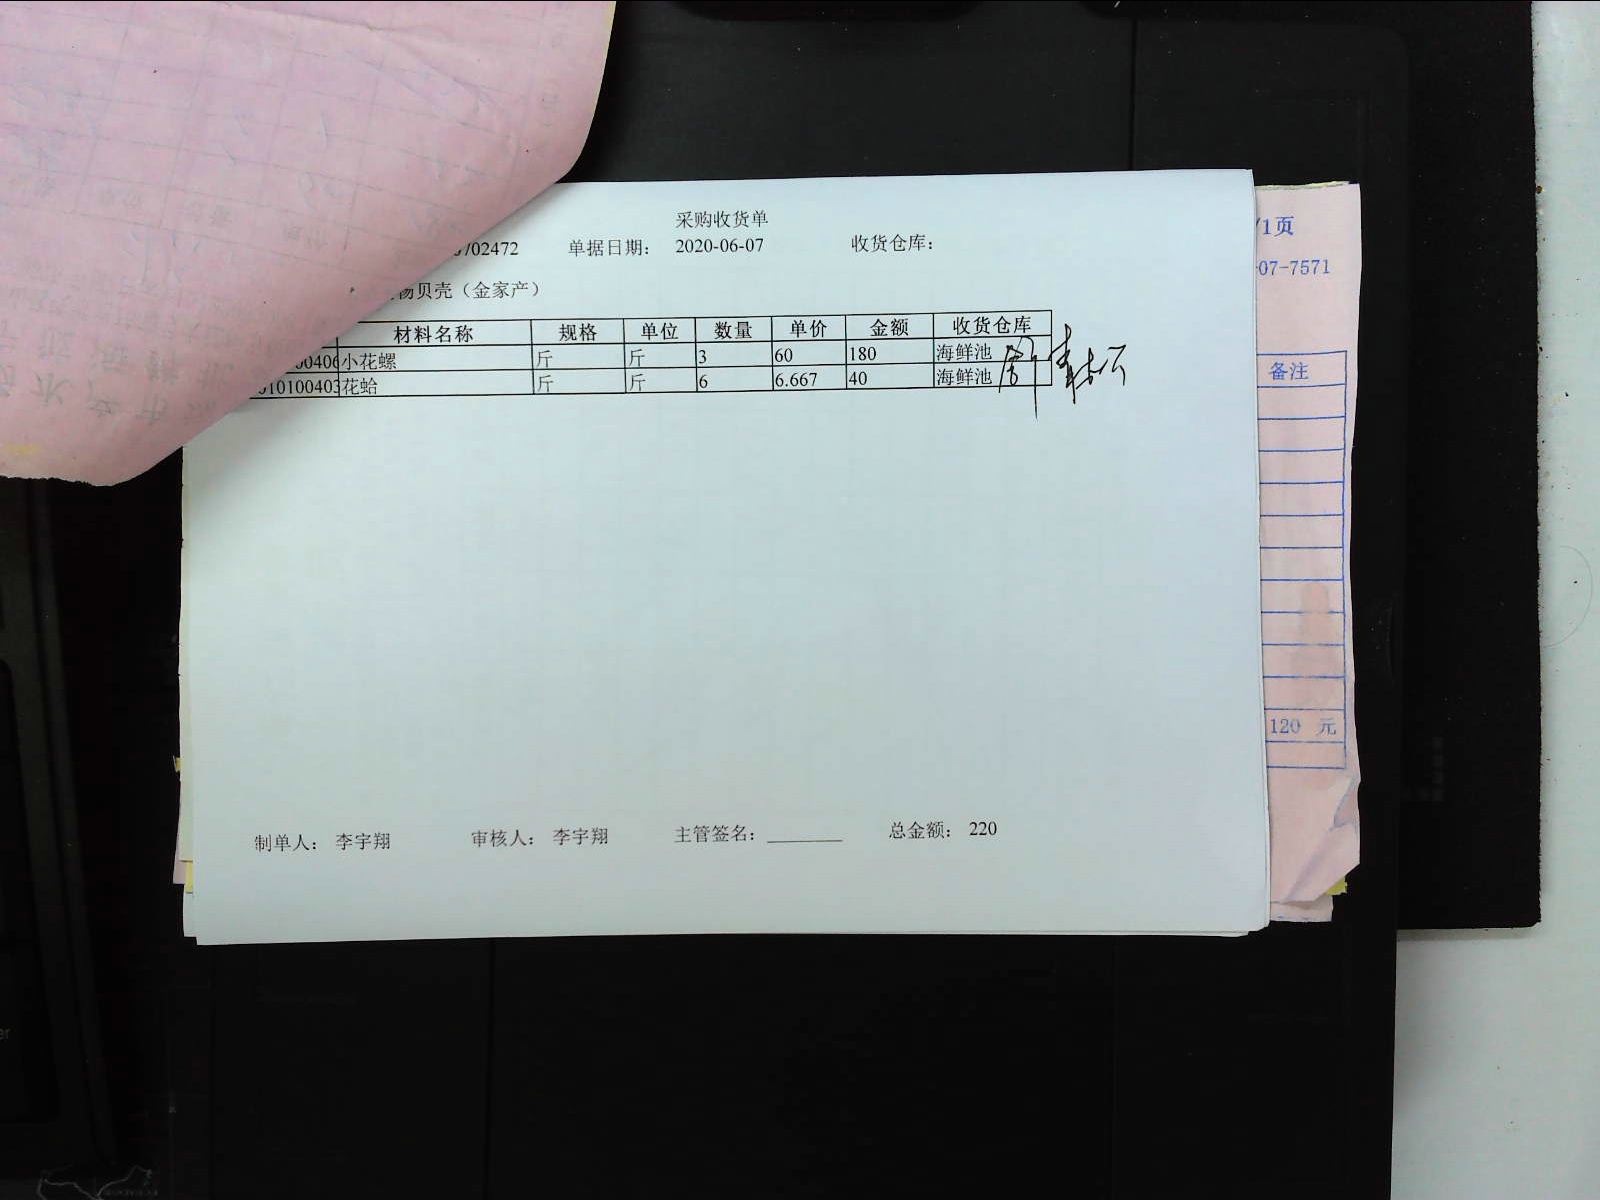 采购收货单
702472 单据日期： 2020-06-07 收货仓库：
贝壳（金家产）
材料名称 规格 单位 数量 单价 金额 收货仓库
00406 小花螺 斤 斤 3 60 180 海鲜池
010100403 花蛤 斤 斤 6 6.667 40 海鲜池
制单人： 李宇翔 审核人： 李宇翔 主管签名： 总金额： 220
/1页
07-7571
备注
120 元